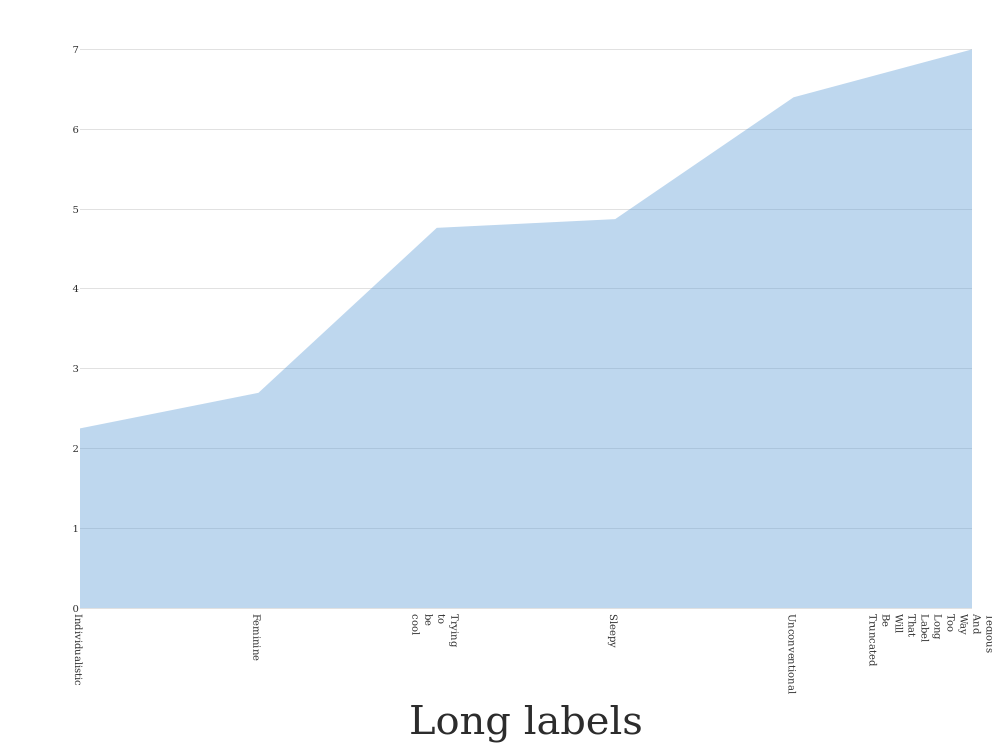 7
6
5
4
3
2
1
0
Individualistic
Feminine
Trying
to
be
cool
Sleepy
Unconventional
Tedious
And
Way
Too
Long
Label
That
Will
Be
Truncated
Long labels